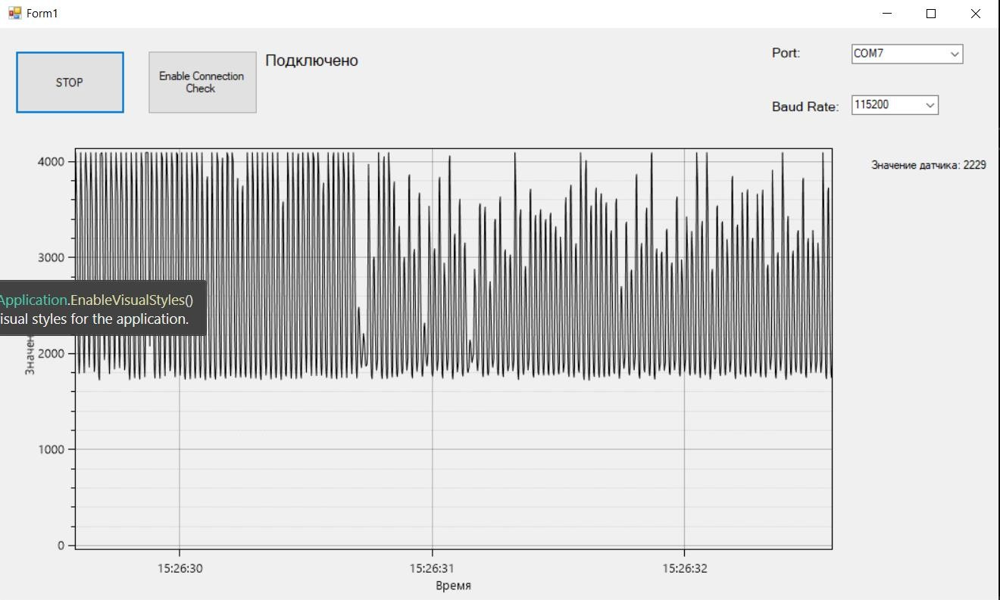 Form1
STOP
Enable Connection
Check
Подключено
Port:
COM7
Baud Rate:
115200
Значение датчика: 2229
4000
3000
Application.EnableVisualStyles()
isual styles for the application.
Значен
2000
1000
0
15:26:30
15:26:31
15:26:32
Время